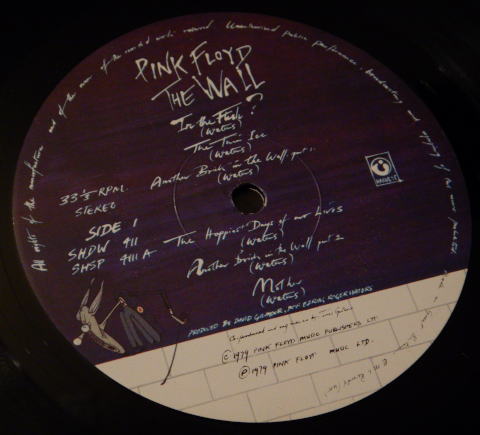 All rights of the manufacturer and of the owner of the recorded work reserved. Unauthorised public performance, broadcasting and copying of this record
PINK FLOYD
THE WALL
In the Flesh?
(Waters)
The Thin Ice
(Waters)
Another Brick in the Wall part 1
(Waters)
HARVEST
33 1/3 RPM.
STEREO
SIDE 1
SHDW 411
SHSP 4111 A
The Happiest Days of our Lives
(Waters)
Another Brick in the Wall part 2
(Waters)
Mother
(Waters)
PRODUCED BY DAVID GILMOUR, BOB EZRIN, ROGER WATERS
© 1979 PINK FLOYD MUSIC PUBLISHERS LTD.
℗ 1979 PINK FLOYD MUSIC LTD.